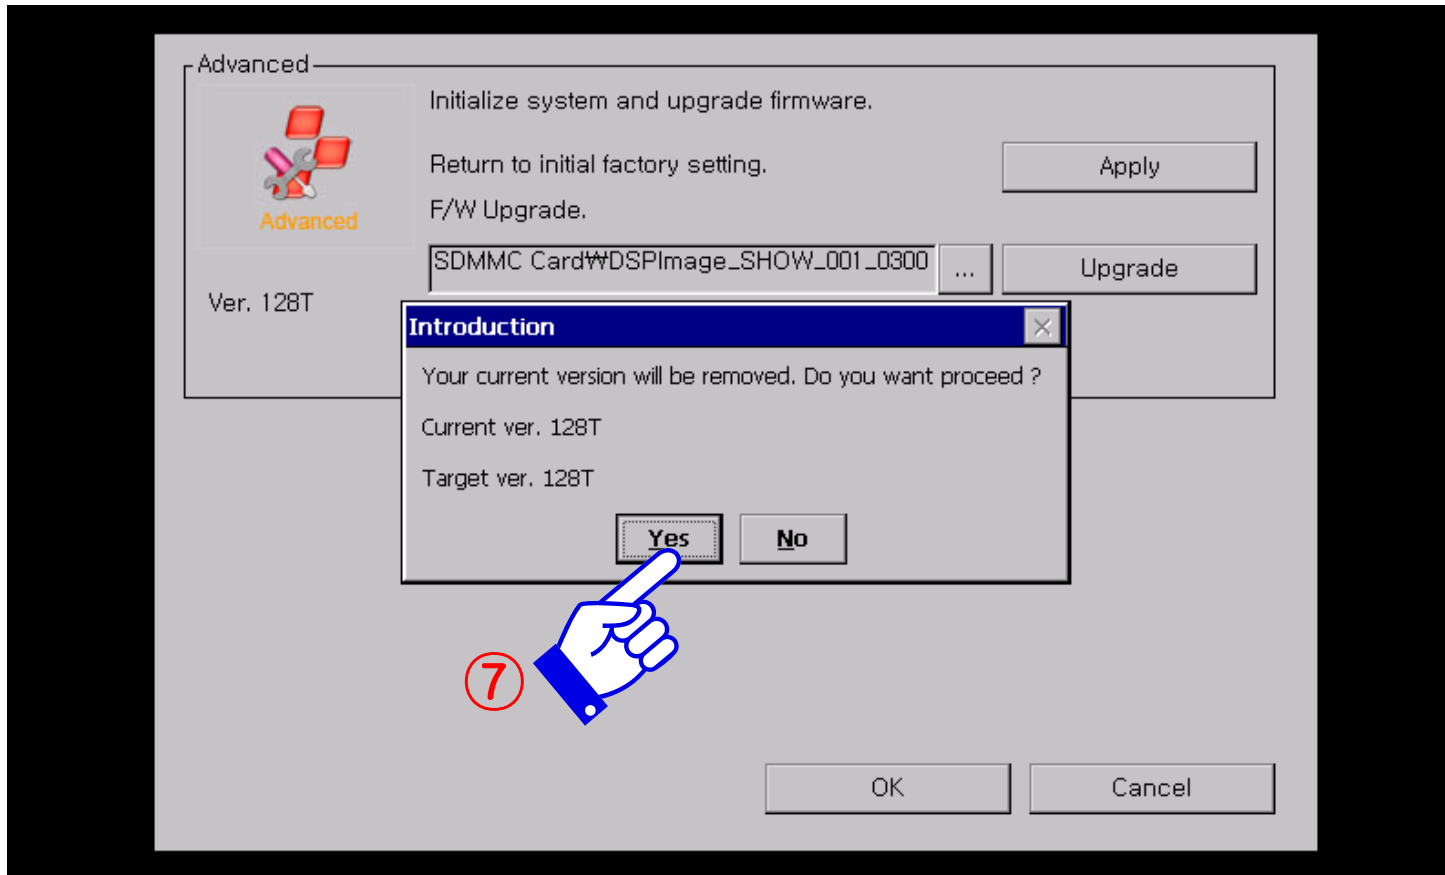 Advanced
Initialize system and upgrade firmware.
Return to initial factory setting.
Apply
Advanced
F/W Upgrade.
SDMMC Card₩DSPImage_SHOW_001_0300
...
Upgrade
Ver. 128T
Introduction
Your current version will be removed. Do you want proceed ?
Current ver. 128T
Target ver. 128T
Yes
No
⑦
OK
Cancel